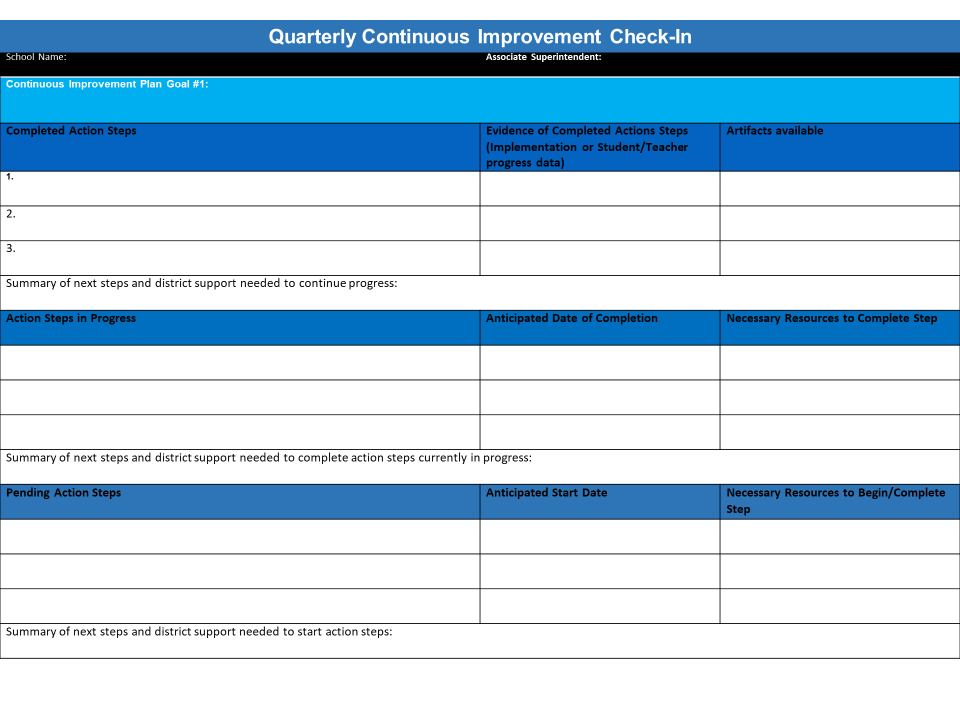 Quarterly Continuous Improvement Check-In
School Name:
Associate Superintendent:
Continuous Improvement Plan Goal #1:
Completed Action Steps
Evidence of Completed Actions Steps
(Implementation or Student/Teacher
progress data)
Artifacts available
1.
2.
3.
Summary of next steps and district support needed to continue progress:
Action Steps in Progress
Anticipated Date of Completion
Necessary Resources to Complete Step
Summary of next steps and district support needed to complete action steps currently in progress:
Pending Action Steps
Anticipated Start Date
Necessary Resources to Begin/Complete
Step
Summary of next steps and district support needed to start action steps: